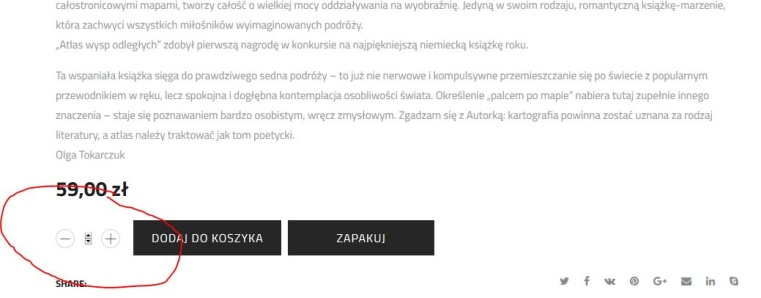 całostronicowymi mapami, tworzy całość o wielkiej mocy oddziaływania na wyobraźnię. Jedyną w swoim rodzaju, romantyczną książkę-marzenie,
która zachwyci wszystkich miłośników wyimaginowanych podróży.
„Atlas wysp odległych” zdobył pierwszą nagrodę w konkursie na najpiękniejszą niemiecką książkę roku.
Ta wspaniała książka sięga do prawdziwego sedna podróży – to już nie nerwowe i kompulsywne przemieszczanie się po świecie z popularnym
przewodnikiem w ręku, lecz spokojna i dogłębna kontemplacja osobliwości świata. Określenie „palcem po mapie” nabiera tutaj zupełnie innego
znaczenia – staje się poznawaniem bardzo osobistym, wręcz zmysłowym. Zgadzam się z Autorką: kartografia powinna zostać uznana za rodzaj
literatury, a atlas należy traktować jak tom poetycki.
Olga Tokarczuk
59,00 zł
DODAJ DO KOSZYKA ZAPAKUJ
SHARE: